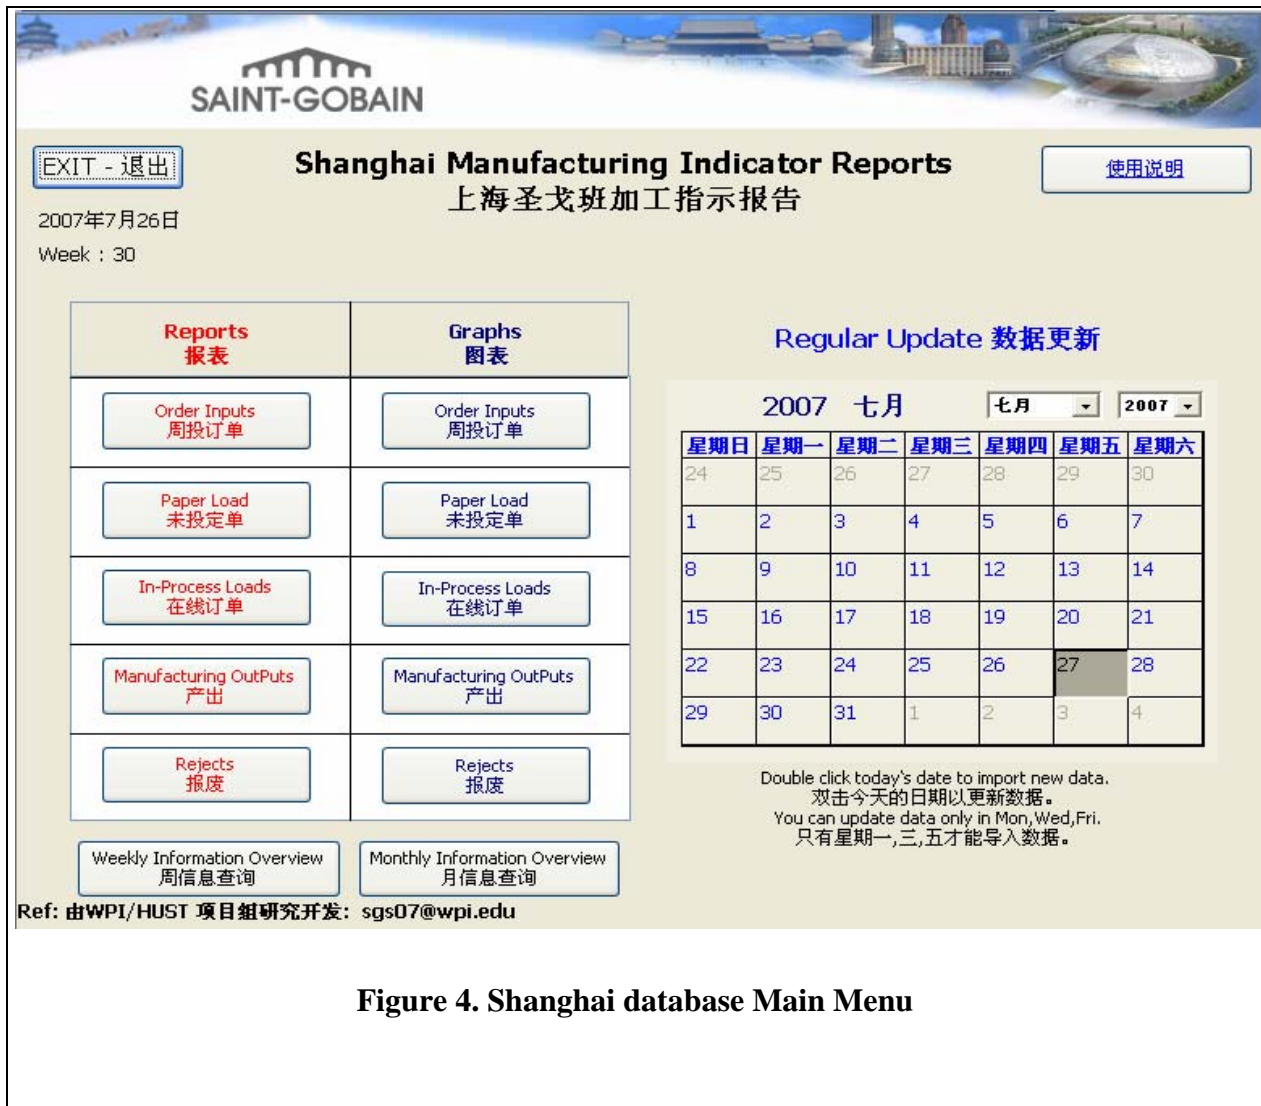 SAINT-GOBAIN
EXIT - 退出
Shanghai Manufacturing Indicator Reports
上海圣戈班加工指示报告
使用说明
2007年7月26日
Week : 30
Reports
报表
Graphs
图表
Order Inputs
周投订单
Order Inputs
周投订单
Paper Load
未投定单
Paper Load
未投定单
In-Process Loads
在线订单
In-Process Loads
在线订单
Manufacturing OutPuts
产出
Manufacturing OutPuts
产出
Rejects
报废
Rejects
报废
Weekly Information Overview
周信息查询
Monthly Information Overview
月信息查询
Regular Update 数据更新
2007 七月 七月 2007
星期日 星期一 星期二 星期三 星期四 星期五 星期六
24 25 26 27 28 29 30
1 2 3 4 5 6 7
8 9 10 11 12 13 14
15 16 17 18 19 20 21
22 23 24 25 26 27 28
29 30 31 1 2 3 4
Double click today's date to import new data.
双击今天的日期以更新数据。
You can update data only in Mon,Wed,Fri.
只有星期一,三,五才能导入数据。
Ref: 由WPI/HUST 项目组研究开发: sgs07@wpi.edu
Figure 4. Shanghai database Main Menu